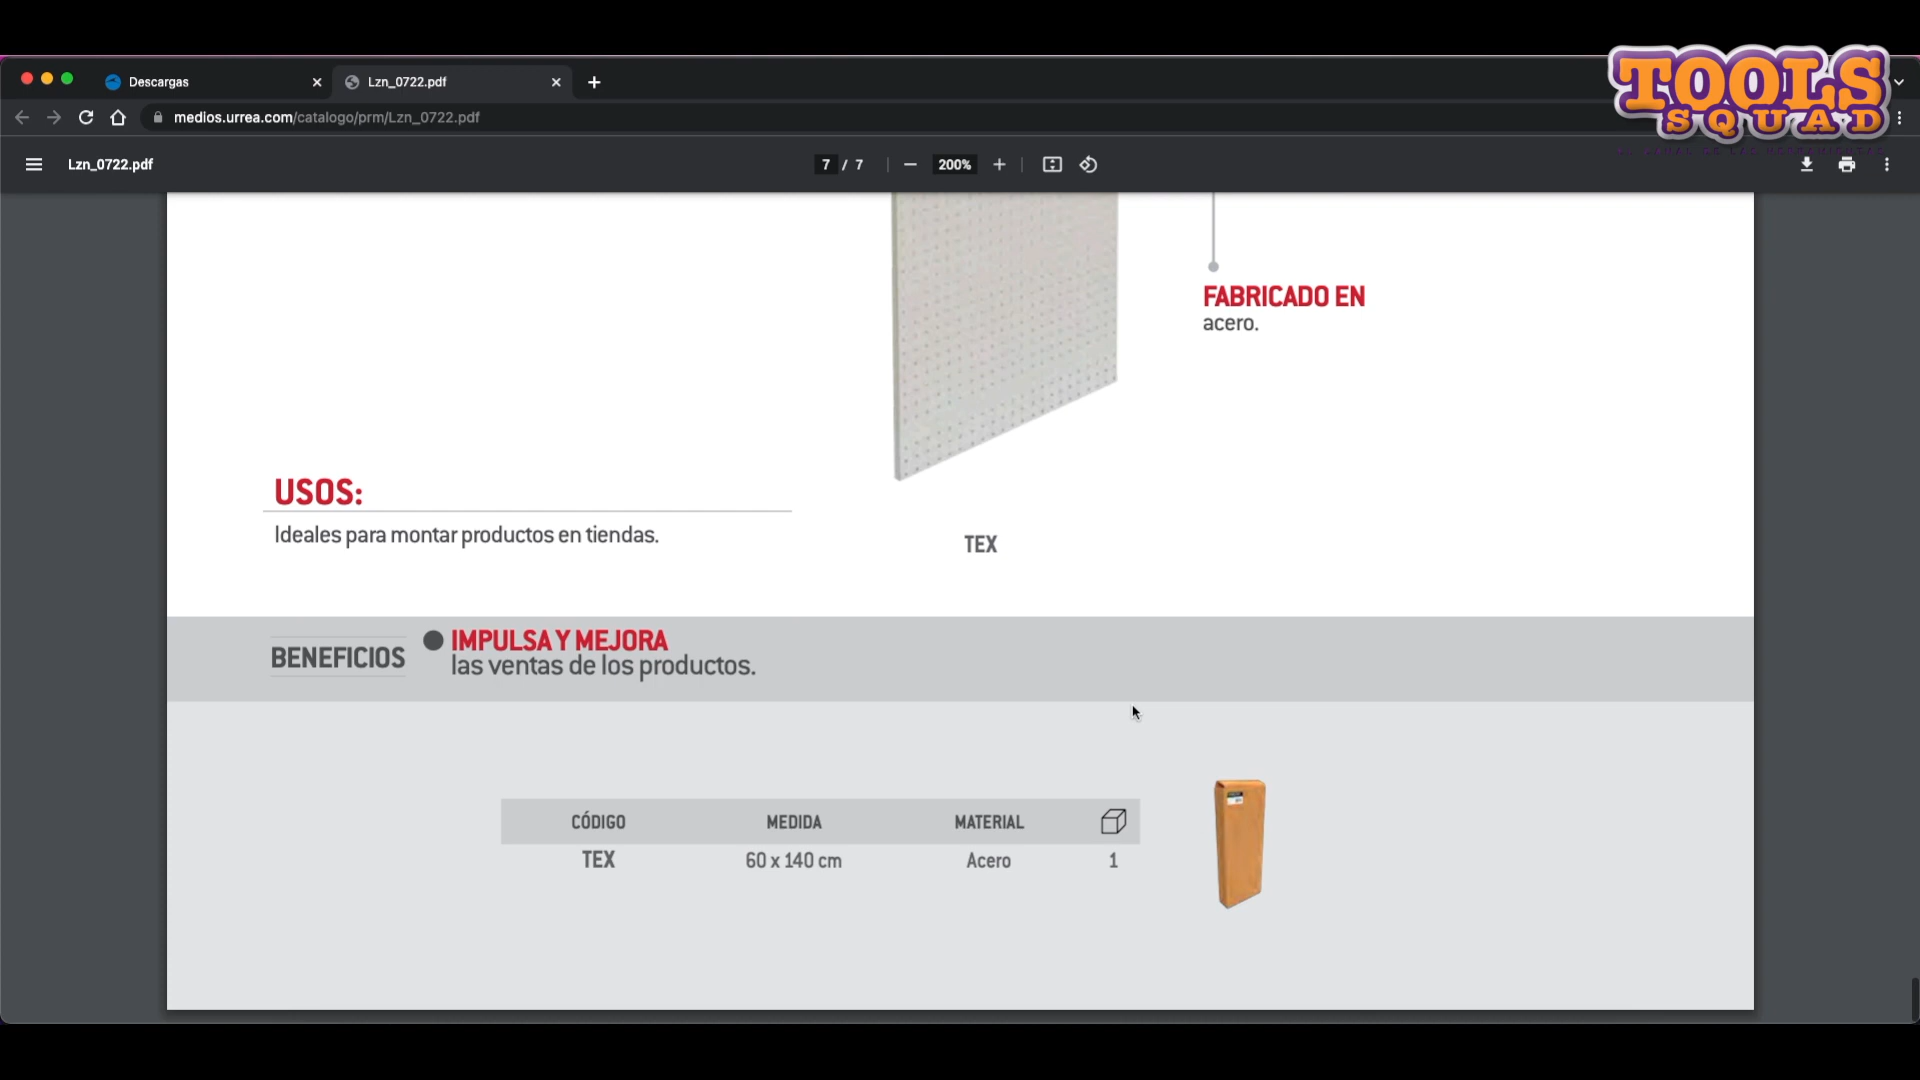 TOOLS
SQUAD
Descargas
Lzn_0722.pdf
medios.urrea.com/catalogo/prm/Lzn_0722.pdf
Lzn_0722.pdf
7 / 7
200%
FABRICADO EN
acero.
USOS:
Ideales para montar productos en tiendas.
TEX
BENEFICIOS
IMPULSA Y MEJORA
las ventas de los productos.
CÓDIGO MEDIDA MATERIAL
TEX 60 x 140 cm Acero 1